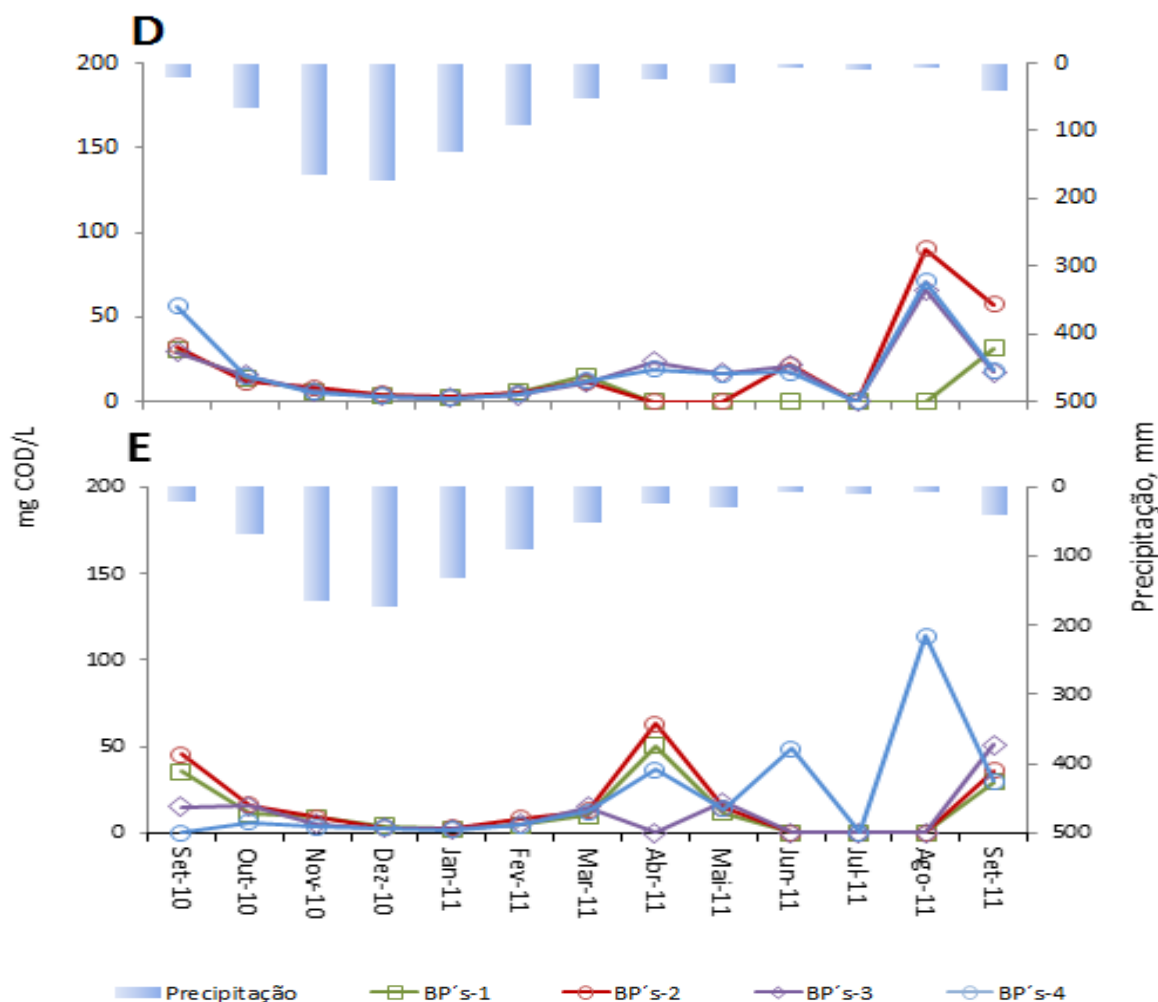 D
200
150
100
50
0
0
100
200
300
400
500
E
200
150
100
50
0
0
100
200
300
400
500
mg COD/L
Precipitação, mm
Set-10
Out-10
Nov-10
Dez-10
Jan-11
Fev-11
Mar-11
Abr-11
Mai-11
Jun-11
Jul-11
Ago-11
Set-11
Precipitação BP´s-1 BP´s-2 BP´s-3 BP´s-4